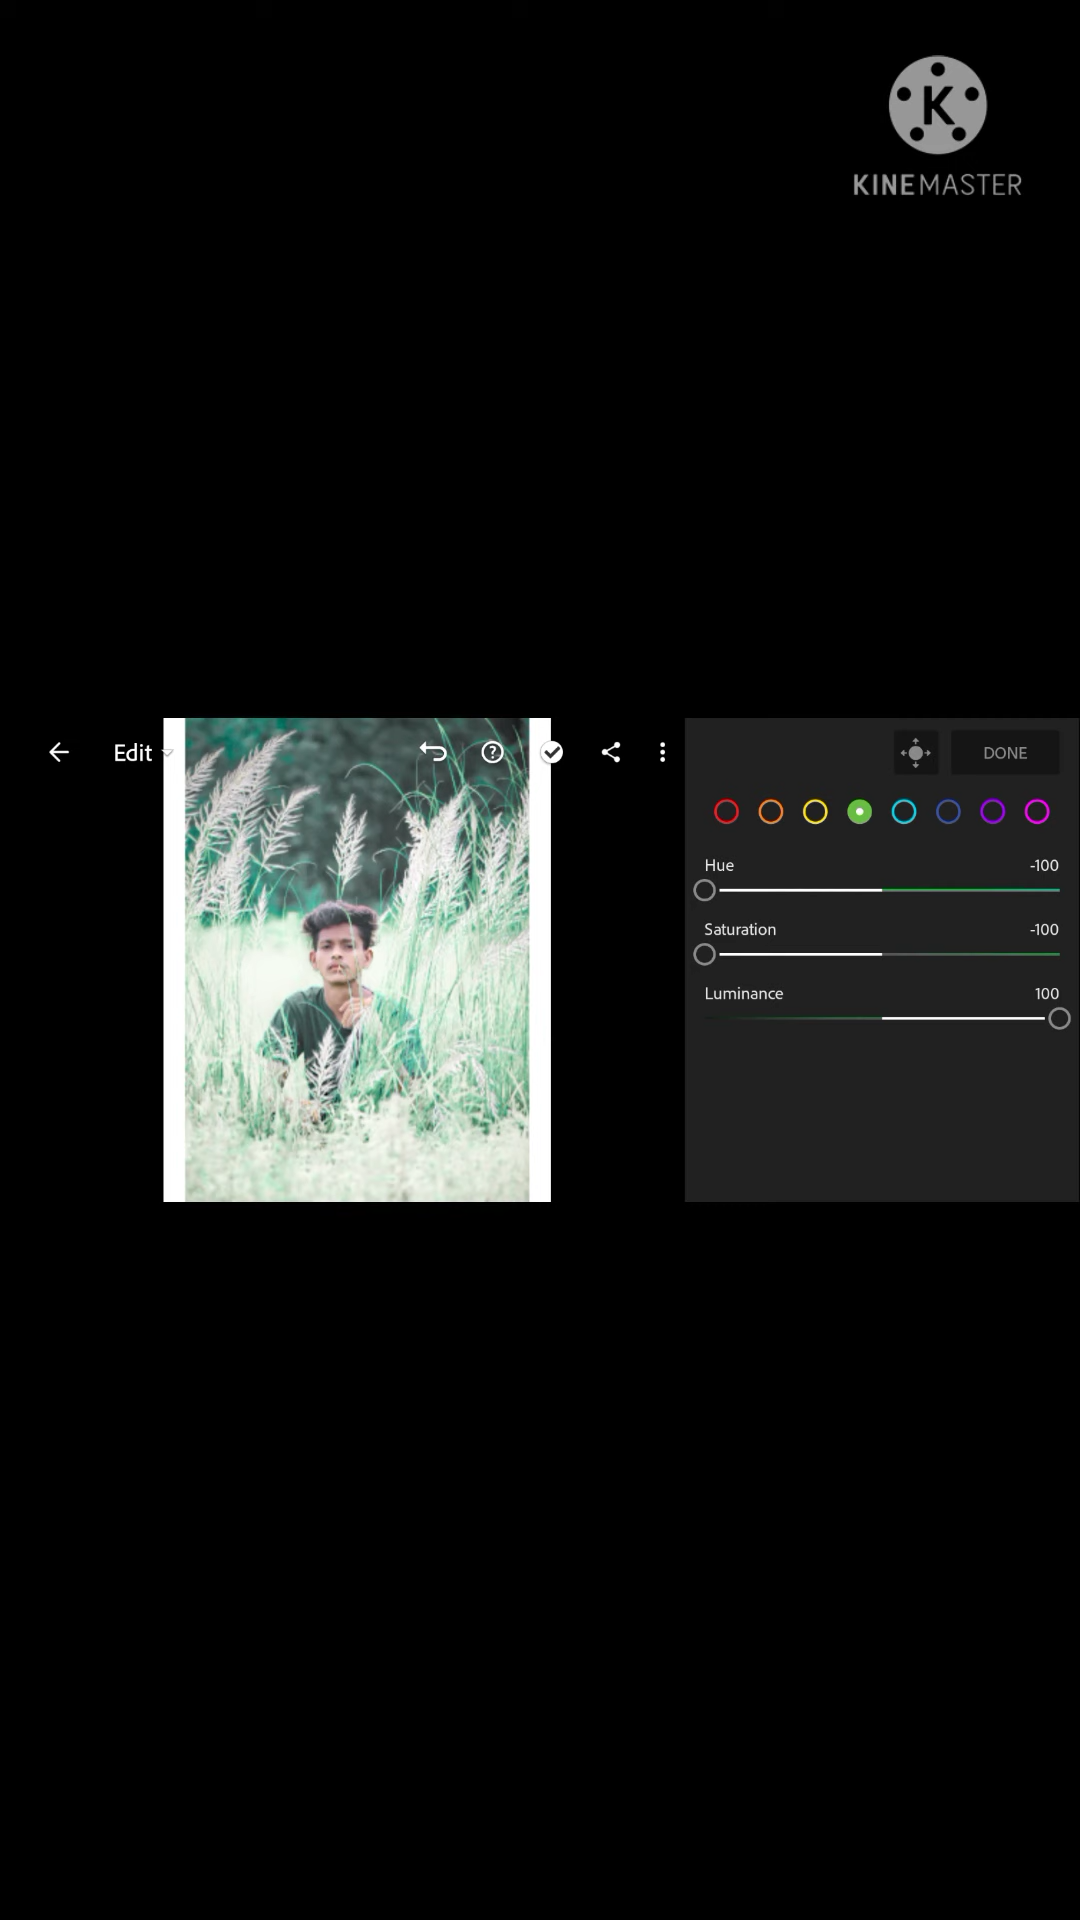 K
KINEMASTER
Edit
DONE
Hue -100
Saturation -100
Luminance 100